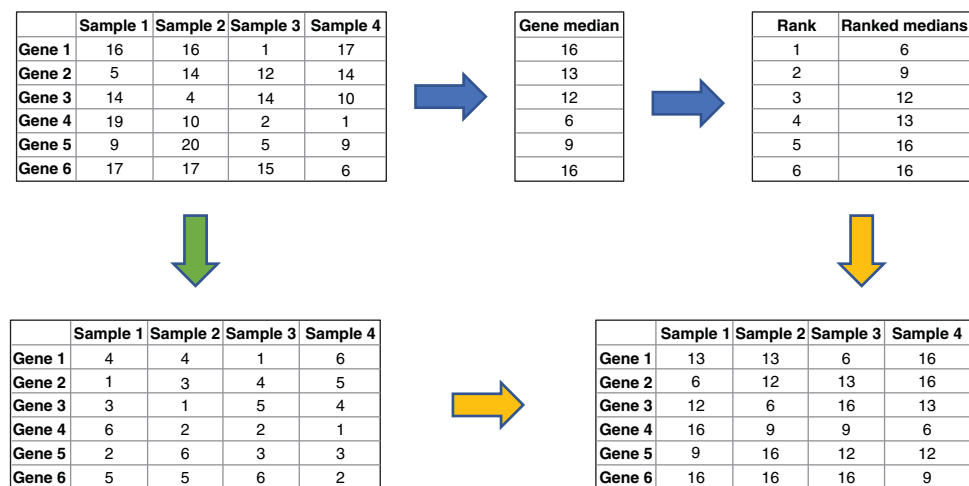 Sample 1 Sample 2 Sample 3 Sample 4
Gene 1 16 16 1 17
Gene 2 5 14 12 14
Gene 3 14 4 14 10
Gene 4 19 10 2 1
Gene 5 9 20 5 9
Gene 6 17 17 15 6
Gene median
16
13
12
6
9
16
Rank Ranked medians
1 6
2 9
3 12
4 13
5 16
6 16
Sample 1 Sample 2 Sample 3 Sample 4
Gene 1 4 4 1 6
Gene 2 1 3 4 5
Gene 3 3 1 5 4
Gene 4 6 2 2 1
Gene 5 2 6 3 3
Gene 6 5 5 6 2
Sample 1 Sample 2 Sample 3 Sample 4
Gene 1 13 13 6 16
Gene 2 6 12 13 16
Gene 3 12 6 16 13
Gene 4 16 9 9 6
Gene 5 9 16 12 12
Gene 6 16 16 16 9